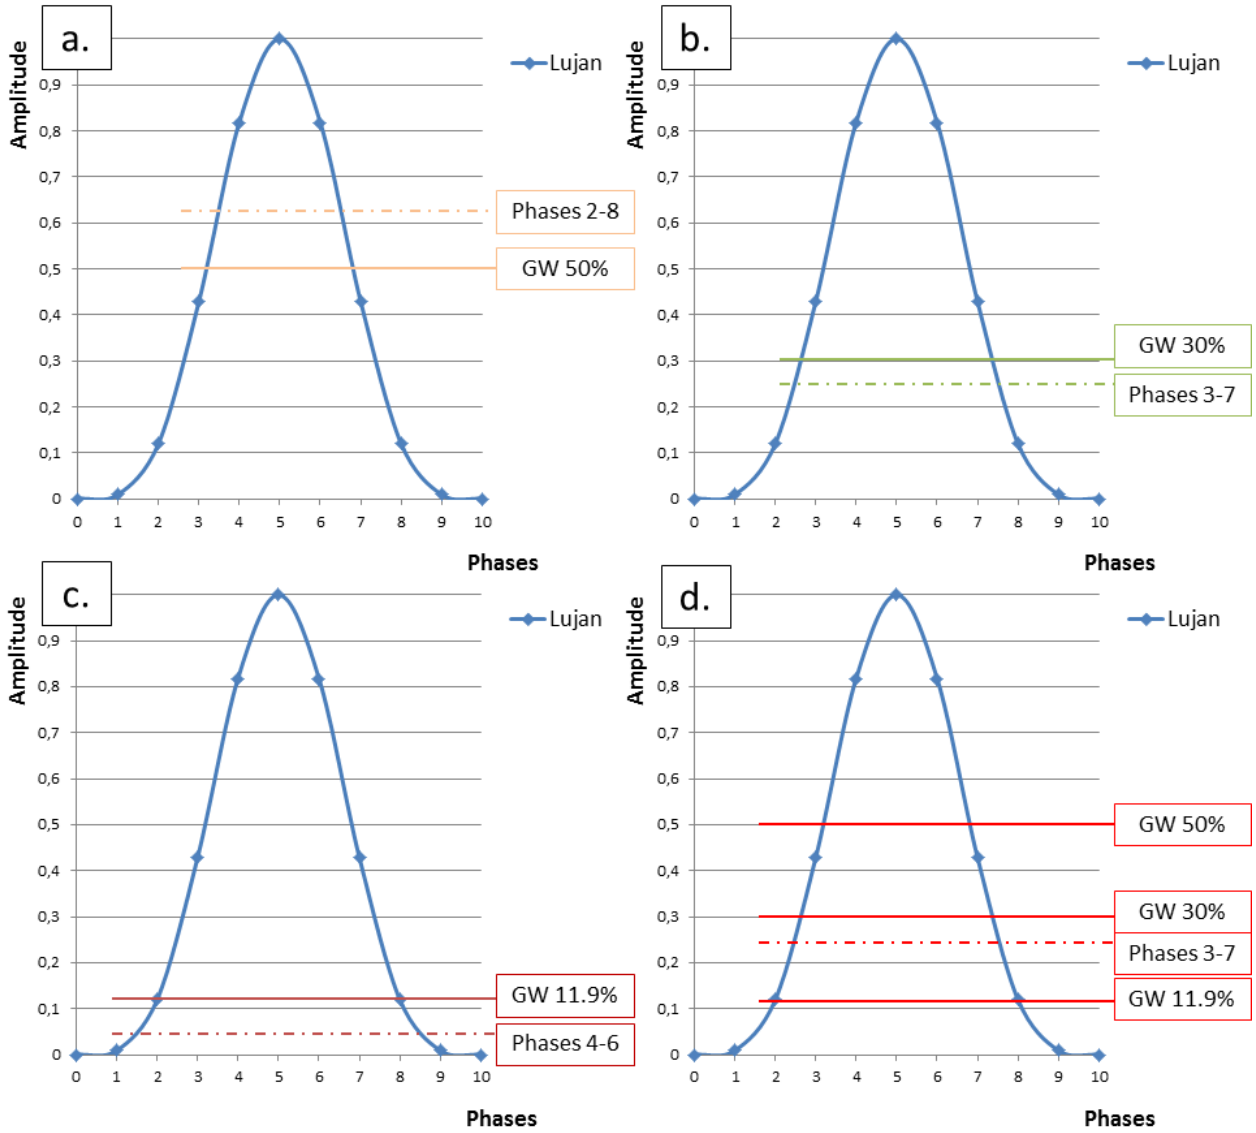 a.
Amplitude
Lujan
0,9
0,8
0,7
0,6
0,5
0,4
0,3
0,2
0,1
0
Phases 2-8
GW 50%
0 1 2 3 4 5 6 7 8 9 10
Phases
b.
Amplitude
Lujan
0,9
0,8
0,7
0,6
0,5
0,4
0,3
0,2
0,1
0
GW 30%
Phases 3-7
0 1 2 3 4 5 6 7 8 9 10
Phases
c.
Amplitude
Lujan
0,9
0,8
0,7
0,6
0,5
0,4
0,3
0,2
0,1
0
GW 11.9%
Phases 4-6
0 1 2 3 4 5 6 7 8 9 10
Phases
d.
Amplitude
Lujan
0,9
0,8
0,7
0,6
0,5
0,4
0,3
0,2
0,1
0
GW 50%
GW 30%
Phases 3-7
GW 11.9%
0 1 2 3 4 5 6 7 8 9 10
Phases